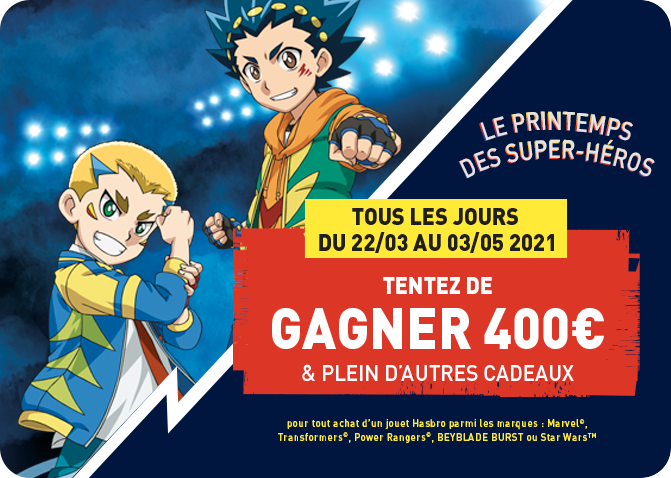 LE PRINTEMPS
DES SUPER-HÉROS
TOUS LES JOURS
DU 22/03 AU 03/05 2021
TENTEZ DE
GAGNER 400€
& PLEIN D'AUTRES CADEAUX
pour tout achat d'un jouet Hasbro parmi les marques : Marvel©,
Transformers©, Power Rangers©, BEYBLADE BURST ou Star Wars™